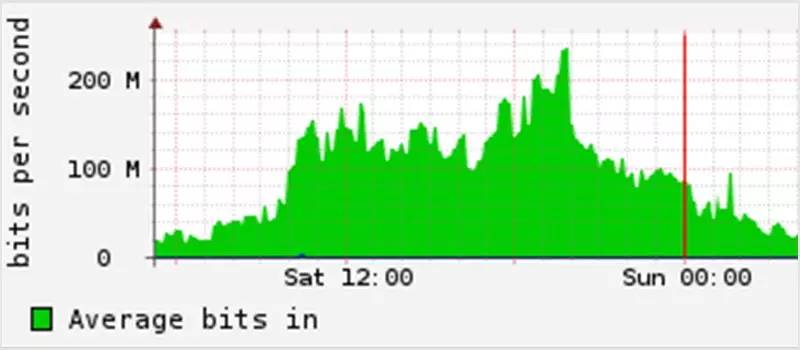 bits per second
200 M
100 M
0
Sat 12:00
Sun 00:00
Average bits in